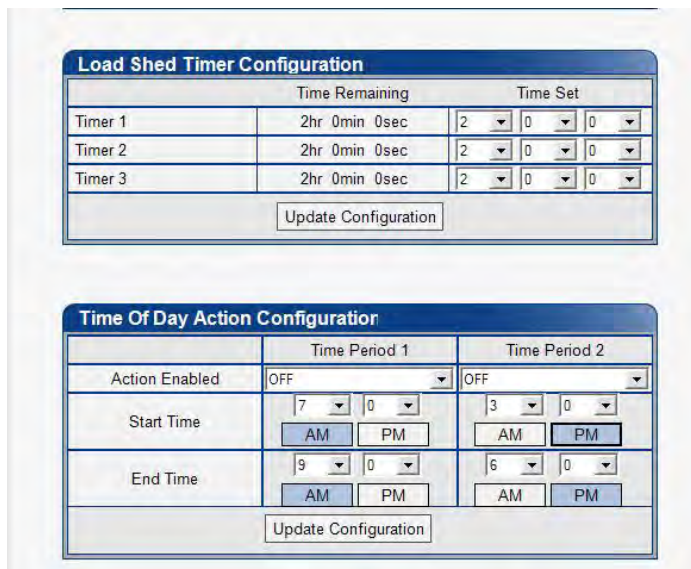 Load Shed Timer Configuration
Time Remaining Time Set
Timer 1 2hr 0min 0sec 2 0 0
Timer 2 2hr 0min 0sec 2 0 0
Timer 3 2hr 0min 0sec 2 0 0
Update Configuration
Time Of Day Action Configuration
Time Period 1 Time Period 2
Action Enabled OFF OFF
Start Time 7 0 3 0
AM PM AM PM
End Time 9 0 6 0
AM PM AM PM
Update Configuration